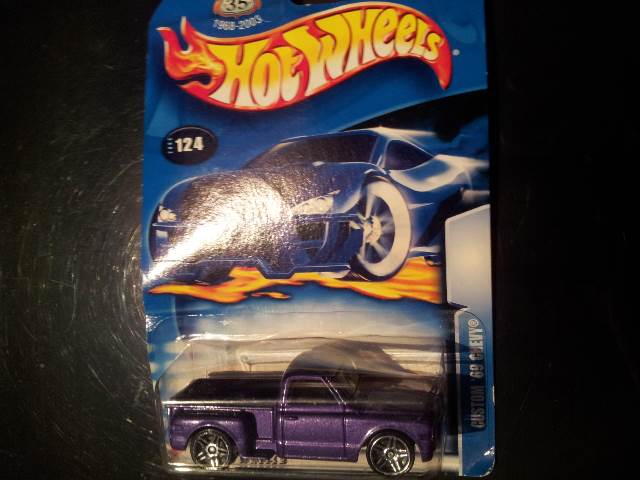 35
1968-2003
HOT WHEELS
124
CUSTOM '69 CHEVY®